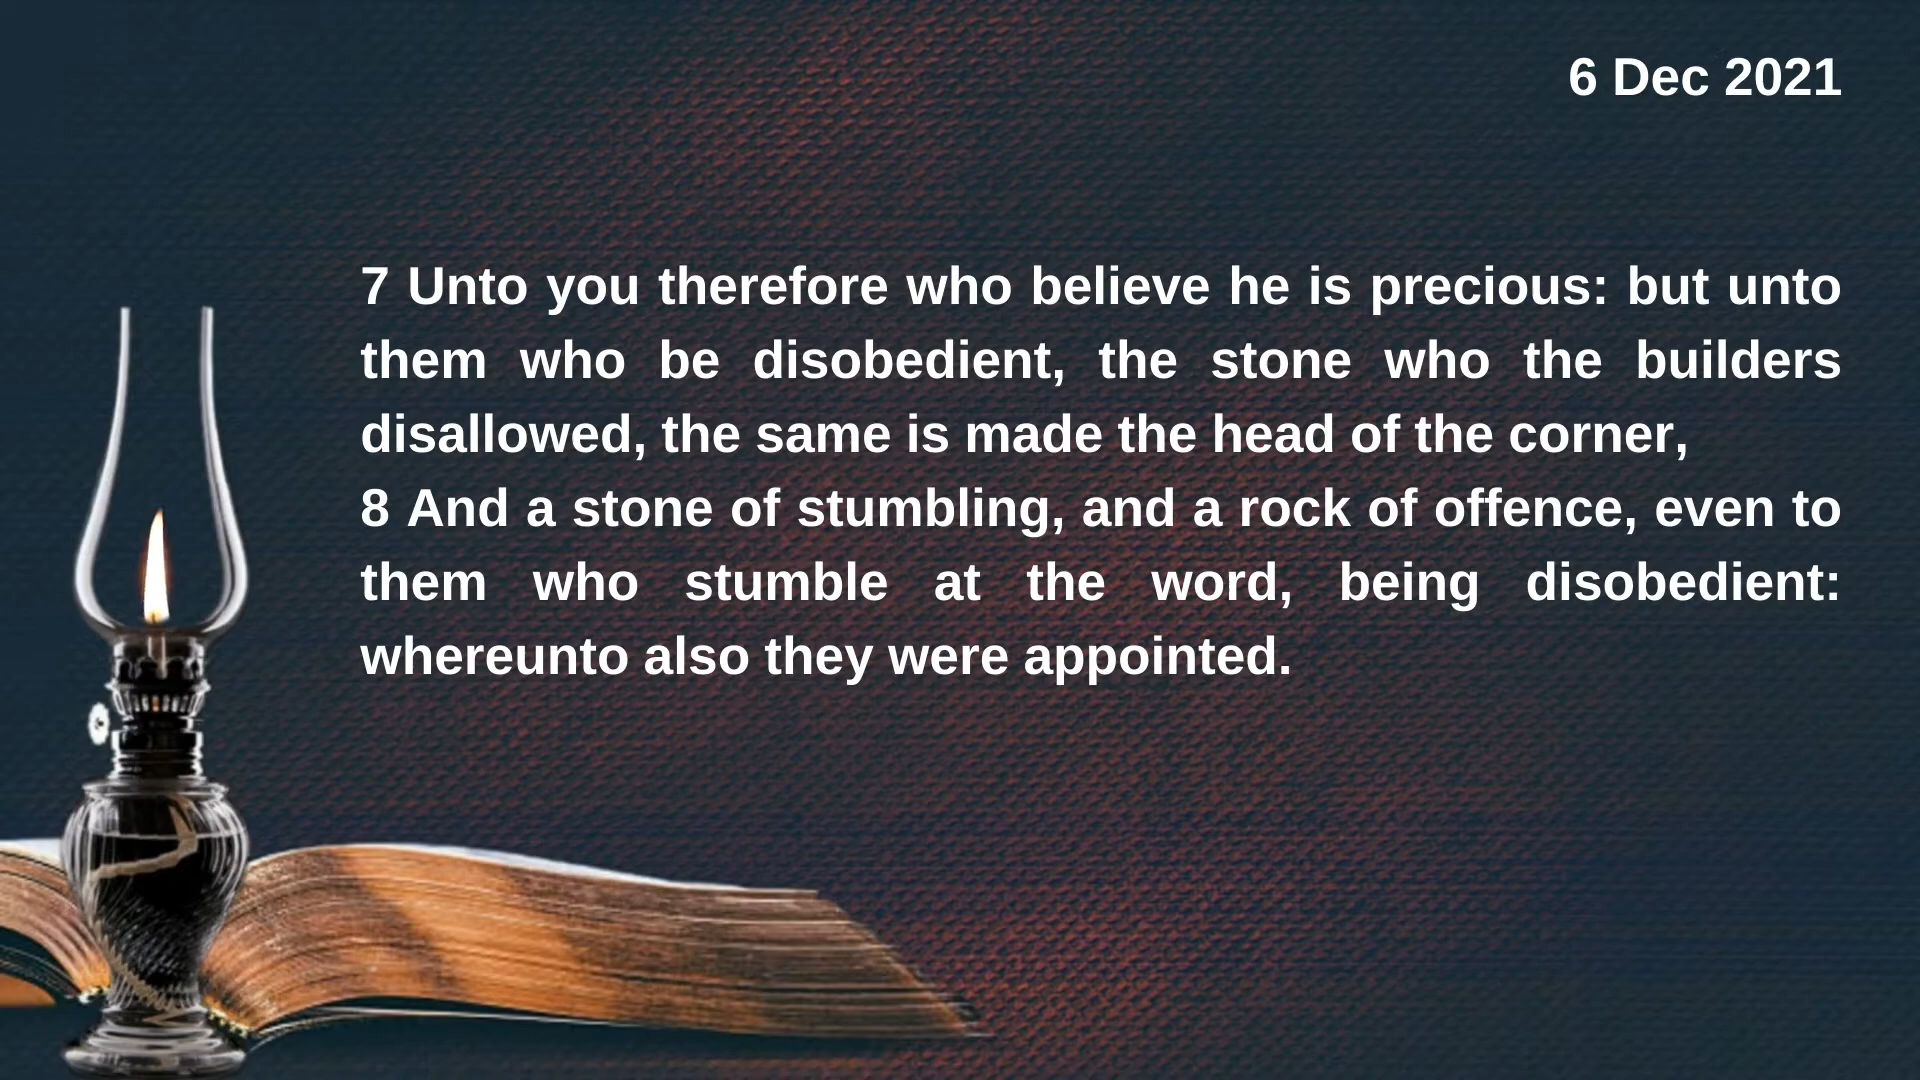 6 Dec 2021
7 Unto you therefore who believe he is precious: but unto
them who be disobedient, the stone who the builders
disallowed, the same is made the head of the corner,
8 And a stone of stumbling, and a rock of offence, even to
them who stumble at the word, being disobedient:
whereunto also they were appointed.